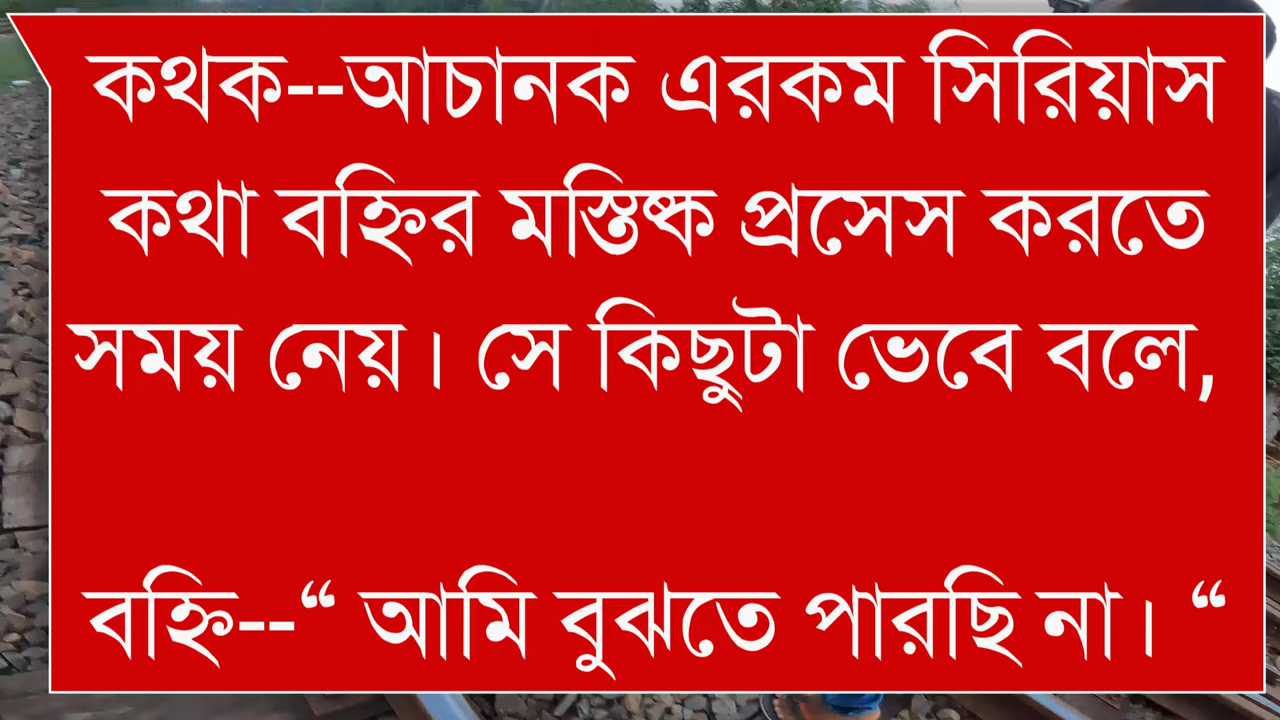 কথক--আচানক এরকম সিরিয়াস
কথা বহ্নির মস্তিষ্ক প্রসেস করতে
সময় নেয়। সে কিছুটা ভেবে বলে,
বহ্নি--“ আমি বুঝতে পারছি না। “